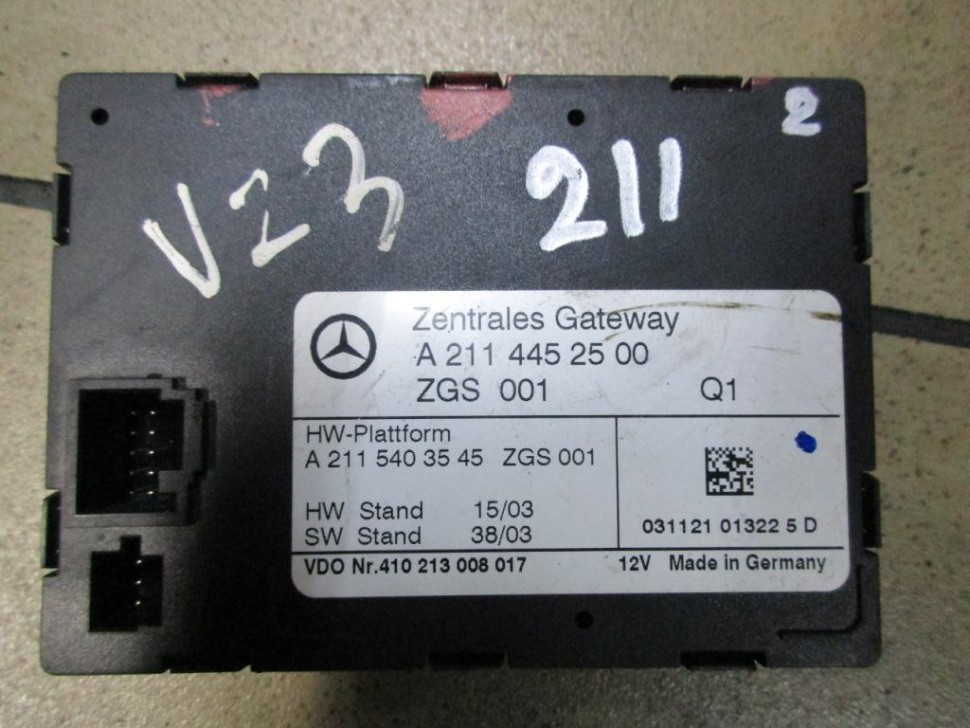 2
VZ3 211
Zentrales Gateway
A 211 445 25 00
ZGS 001 Q1
HW-Plattform
A 211 540 35 45 ZGS 001
HW Stand 15/03
SW Stand 38/03
031121 01322 5 D
VDO Nr.410 213 008 017 12V Made in Germany